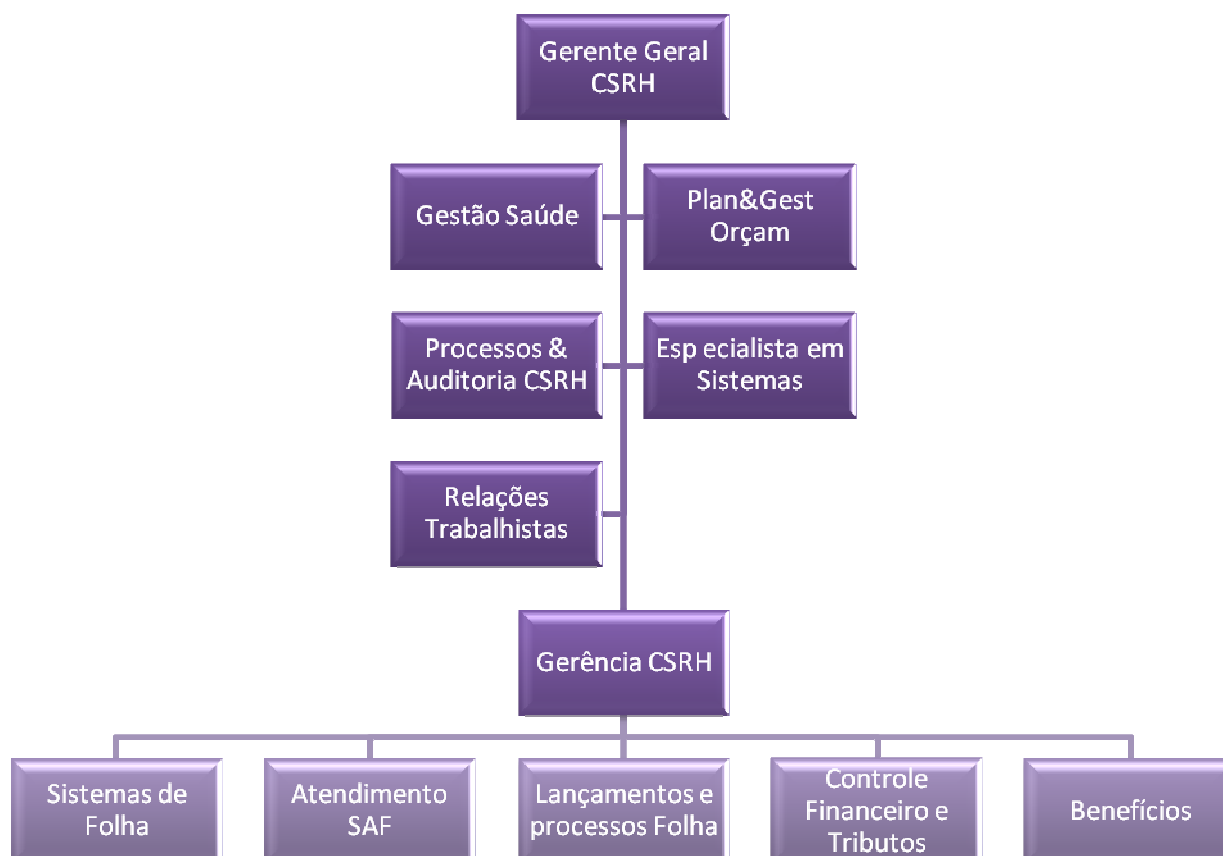 Gerente Geral
CSRH
Gestão Saúde
Plan&Gest
Orçam
Processos &
Auditoria CSRH
Esp ecialista em
Sistemas
Relações
Trabalhistas
Gerência CSRH
Sistemas de
Folha
Atendimento
SAF
Lançamentos e
processos Folha
Controle
Financeiro e
Tributos
Benefícios